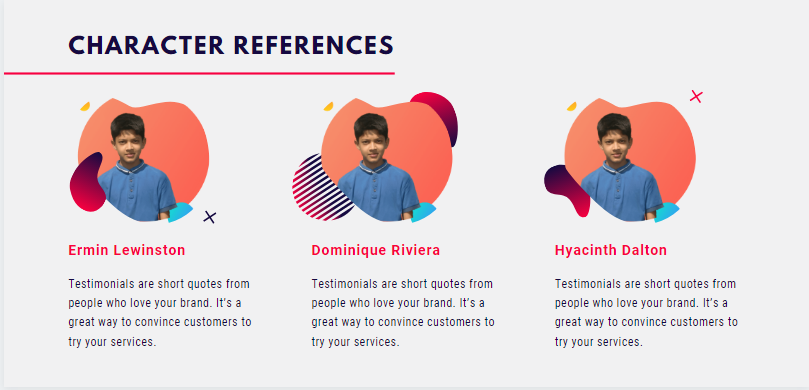 CHARACTER REFERENCES
Ermin Lewinston
Testimonials are short quotes from
people who love your brand. It's a
great way to convince customers to
try your services.
Dominique Riviera
Testimonials are short quotes from
people who love your brand. It's a
great way to convince customers to
try your services.
Hyacinth Dalton
Testimonials are short quotes from
people who love your brand. It's a
great way to convince customers to
try your services.